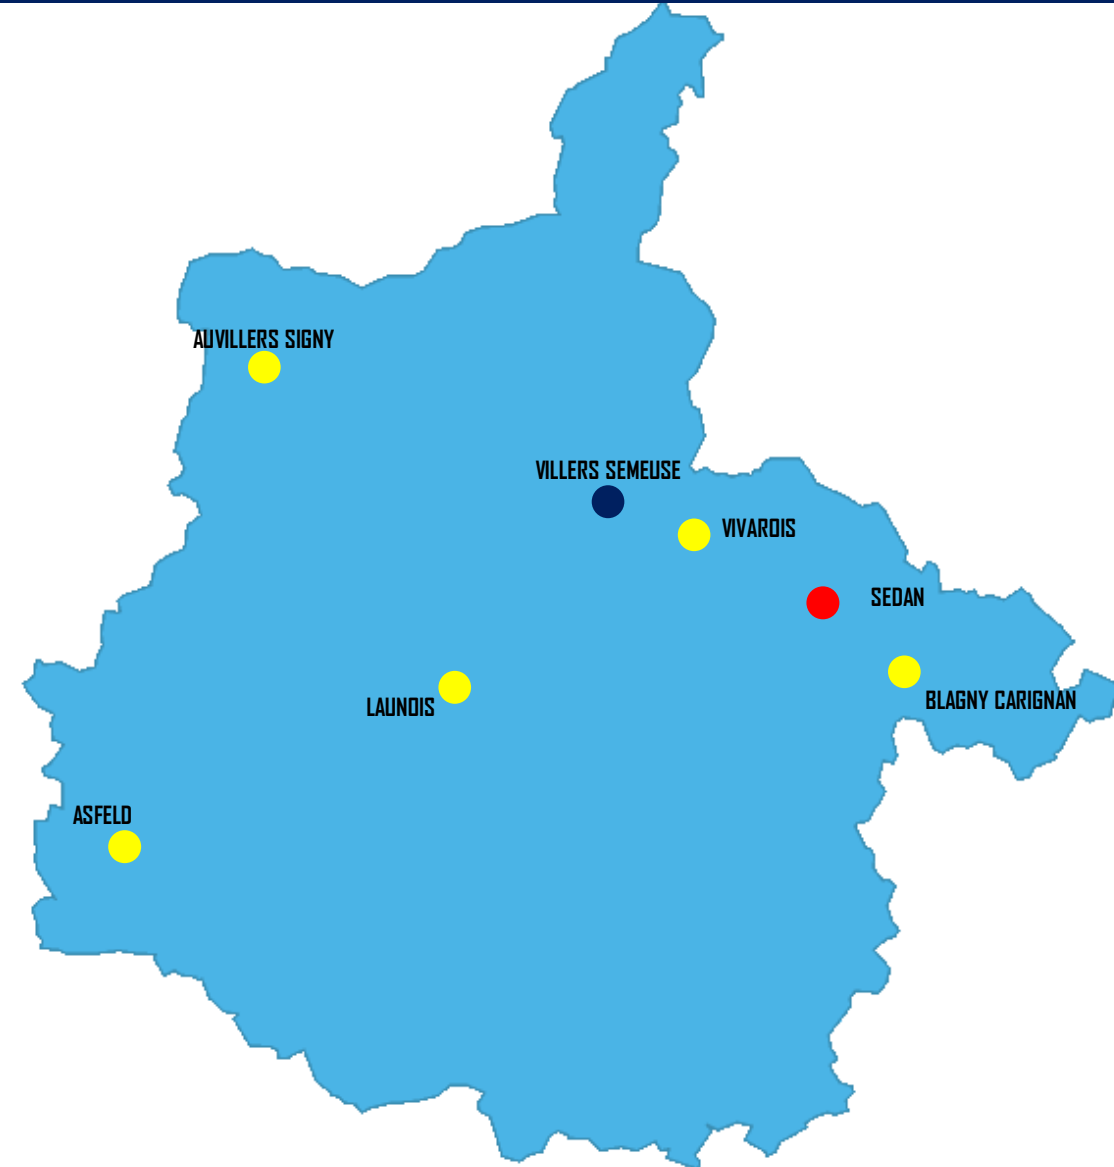 AUVILLERS SIGNY
VILLERS SEMEUSE
VIVAROIS
SEDAN
BLAGNY CARIGNAN
LAUNOIS
ASFELD